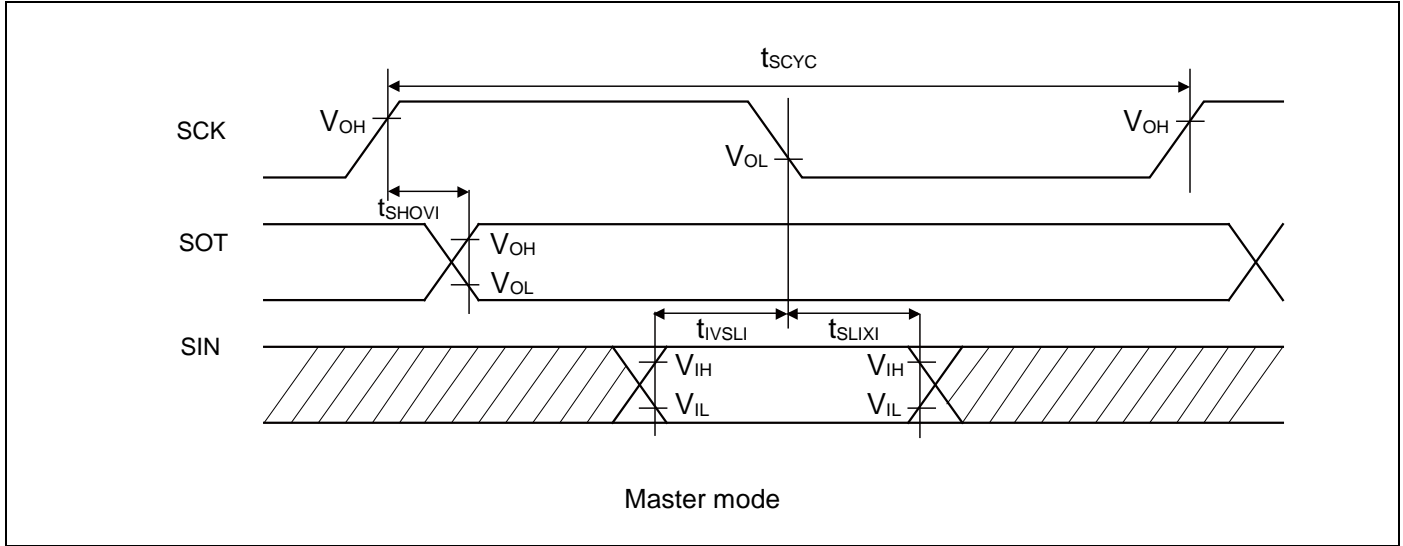 tSCYC
SCK
VOH
VOL
VOH
tSHOVI
SOT
VOH
VOL
SIN
tIVSLI
tSLIXI
VIH
VIL
VIH
VIL
Master mode